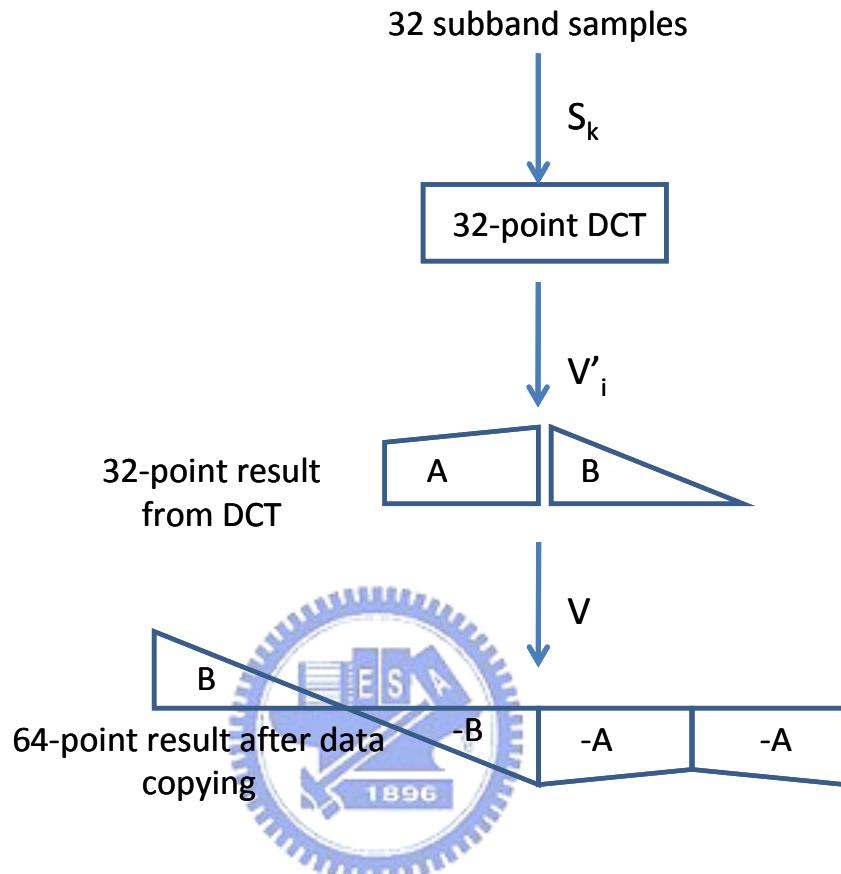 32 subband samples
S_k
32-point DCT
V'_i
A
B
32-point result
from DCT
V
B
-B
-A
-A
64-point result after data
copying
E S A
1896